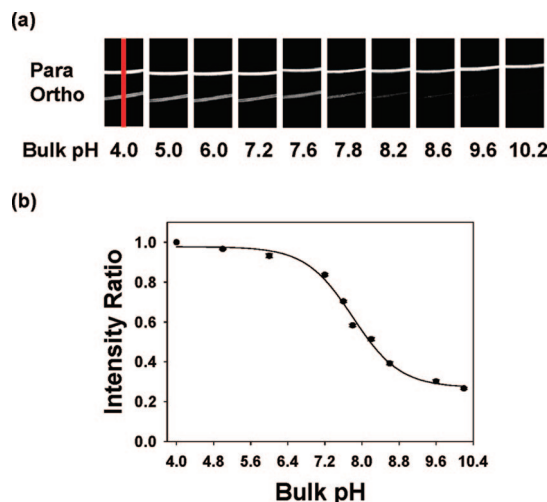 (a)
Para
Ortho
Bulk pH 4.0 5.0 6.0 7.2 7.6 7.8 8.2 8.6 9.6 10.2
(b)
Intensity Ratio
1.0
0.8
0.6
0.4
0.2
0.0
4.0 4.8 5.6 6.4 7.2 8.0 8.8 9.6 10.4
Bulk pH